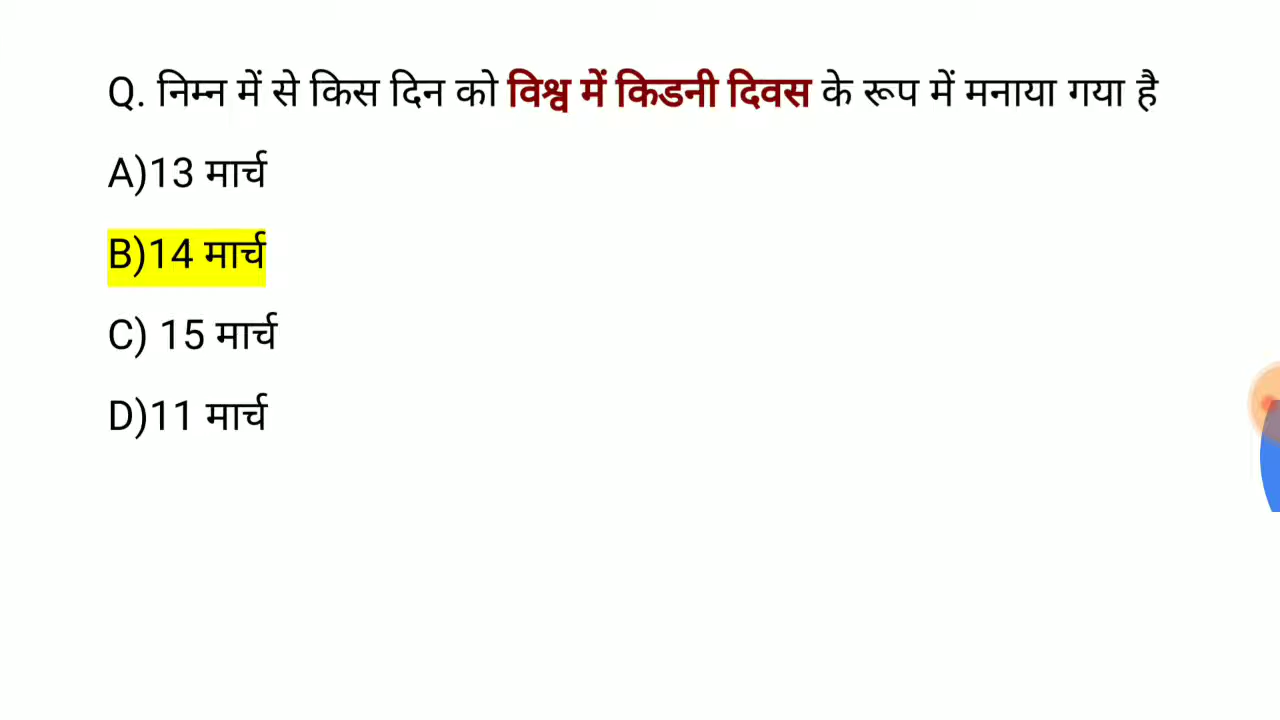 Q. निम्न में से किस दिन को विश्व में किडनी दिवस के रूप में मनाया गया है
A)13 मार्च
B)14 मार्च
C) 15 मार्च
D)11 मार्च